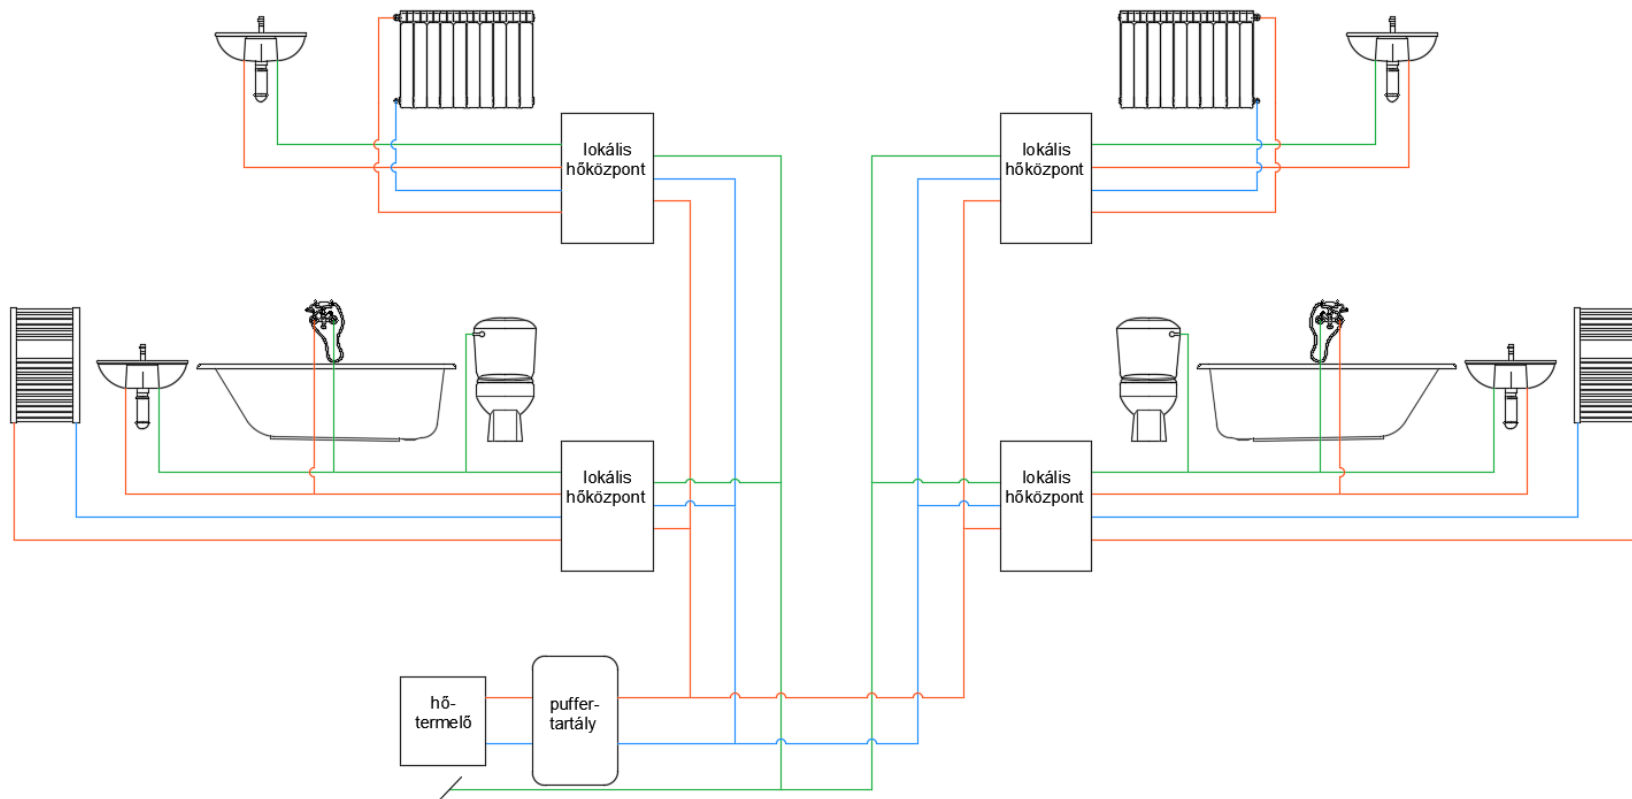 lokális
hőközpont
lokális
hőközpont
lokális
hőközpont
lokális
hőközpont
hő-
termelő
puffer-
tartály